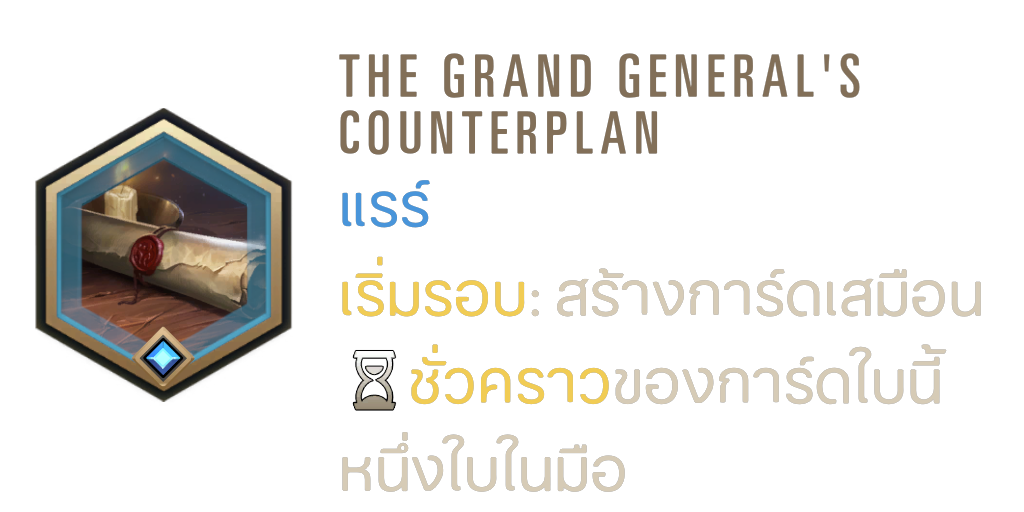 THE GRAND GENERAL'S
COUNTERPLAN
แรร์
เริ่มรอบ: สร้างการ์ดเสมือน
ชั่วคราวของการ์ดใบนี้
หนึ่งใบในมือ